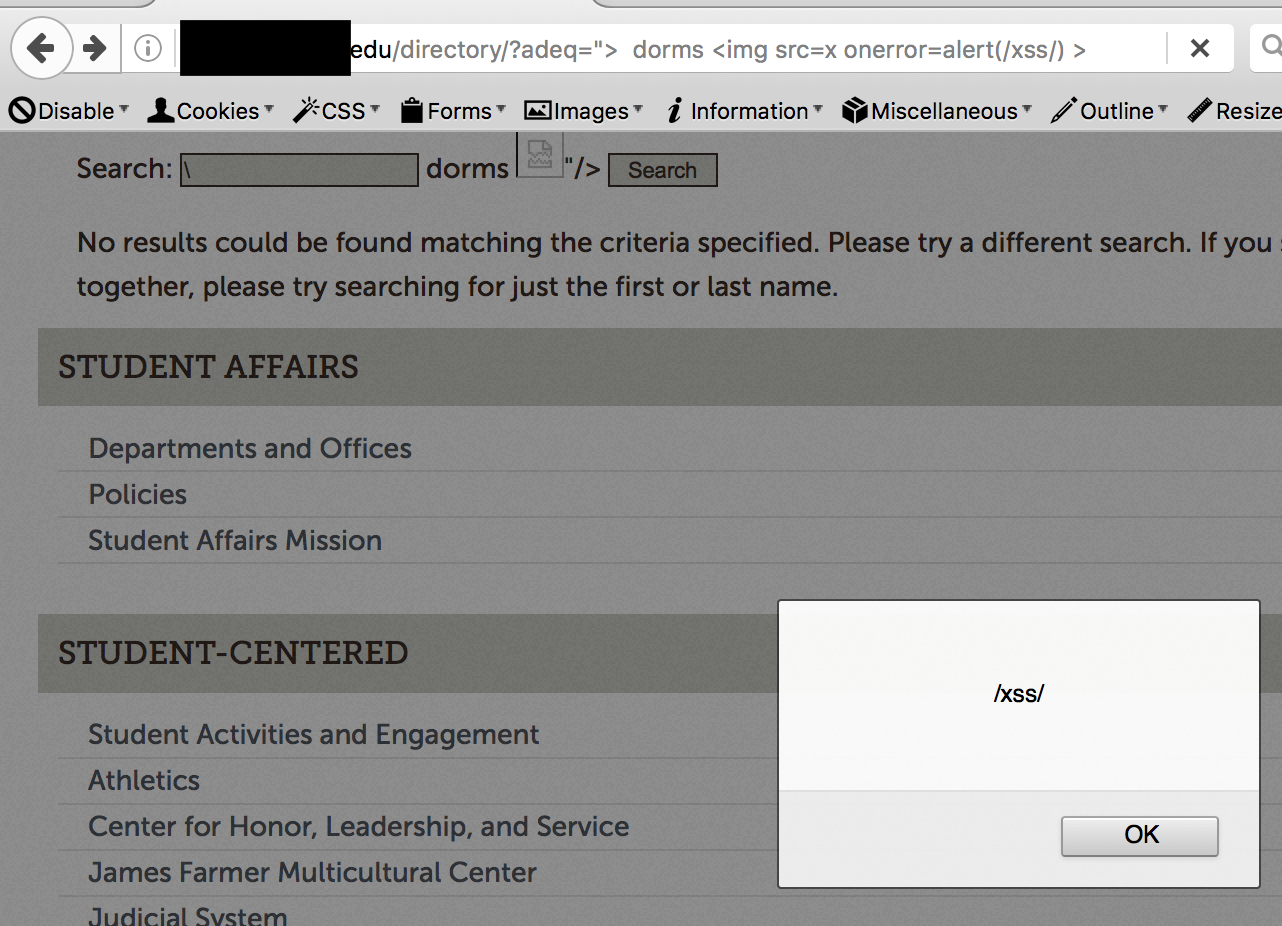 edu/directory/?adeq="> dorms <img src=x onerror=alert(/xss/) >
Disable Cookies CSS Forms Images Information Miscellaneous Outline Resize
Search: \ dorms "/> Search
No results could be found matching the criteria specified. Please try a different search. If you
together, please try searching for just the first or last name.
STUDENT AFFAIRS
Departments and Offices
Policies
Student Affairs Mission
STUDENT-CENTERED
/xss/
Student Activities and Engagement
Athletics
Center for Honor, Leadership, and Service
OK
James Farmer Multicultural Center
Judicial System